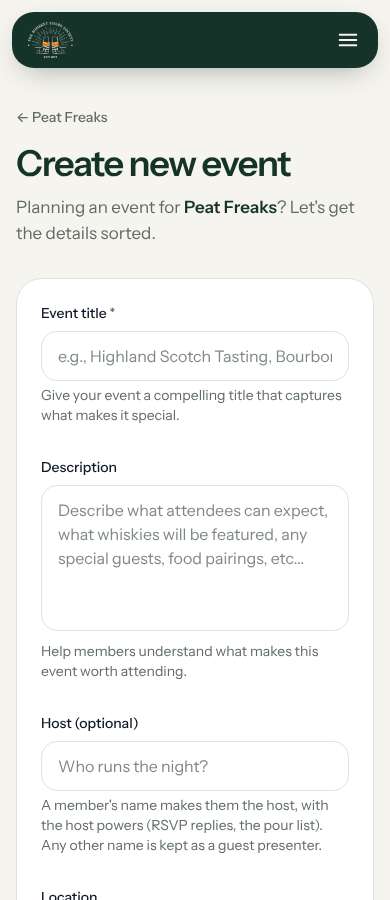 ← Peat Freaks
Create new event
Planning an event for Peat Freaks? Let's get
the details sorted.
Event title *
e.g., Highland Scotch Tasting, Bourbon
Give your event a compelling title that captures
what makes it special.
Description
Describe what attendees can expect,
what whiskies will be featured, any
special guests, food pairings, etc...
Help members understand what makes this
event worth attending.
Host (optional)
Who runs the night?
A member's name makes them the host, with
the host powers (RSVP replies, the pour list).
Any other name is kept as a guest presenter.
Location